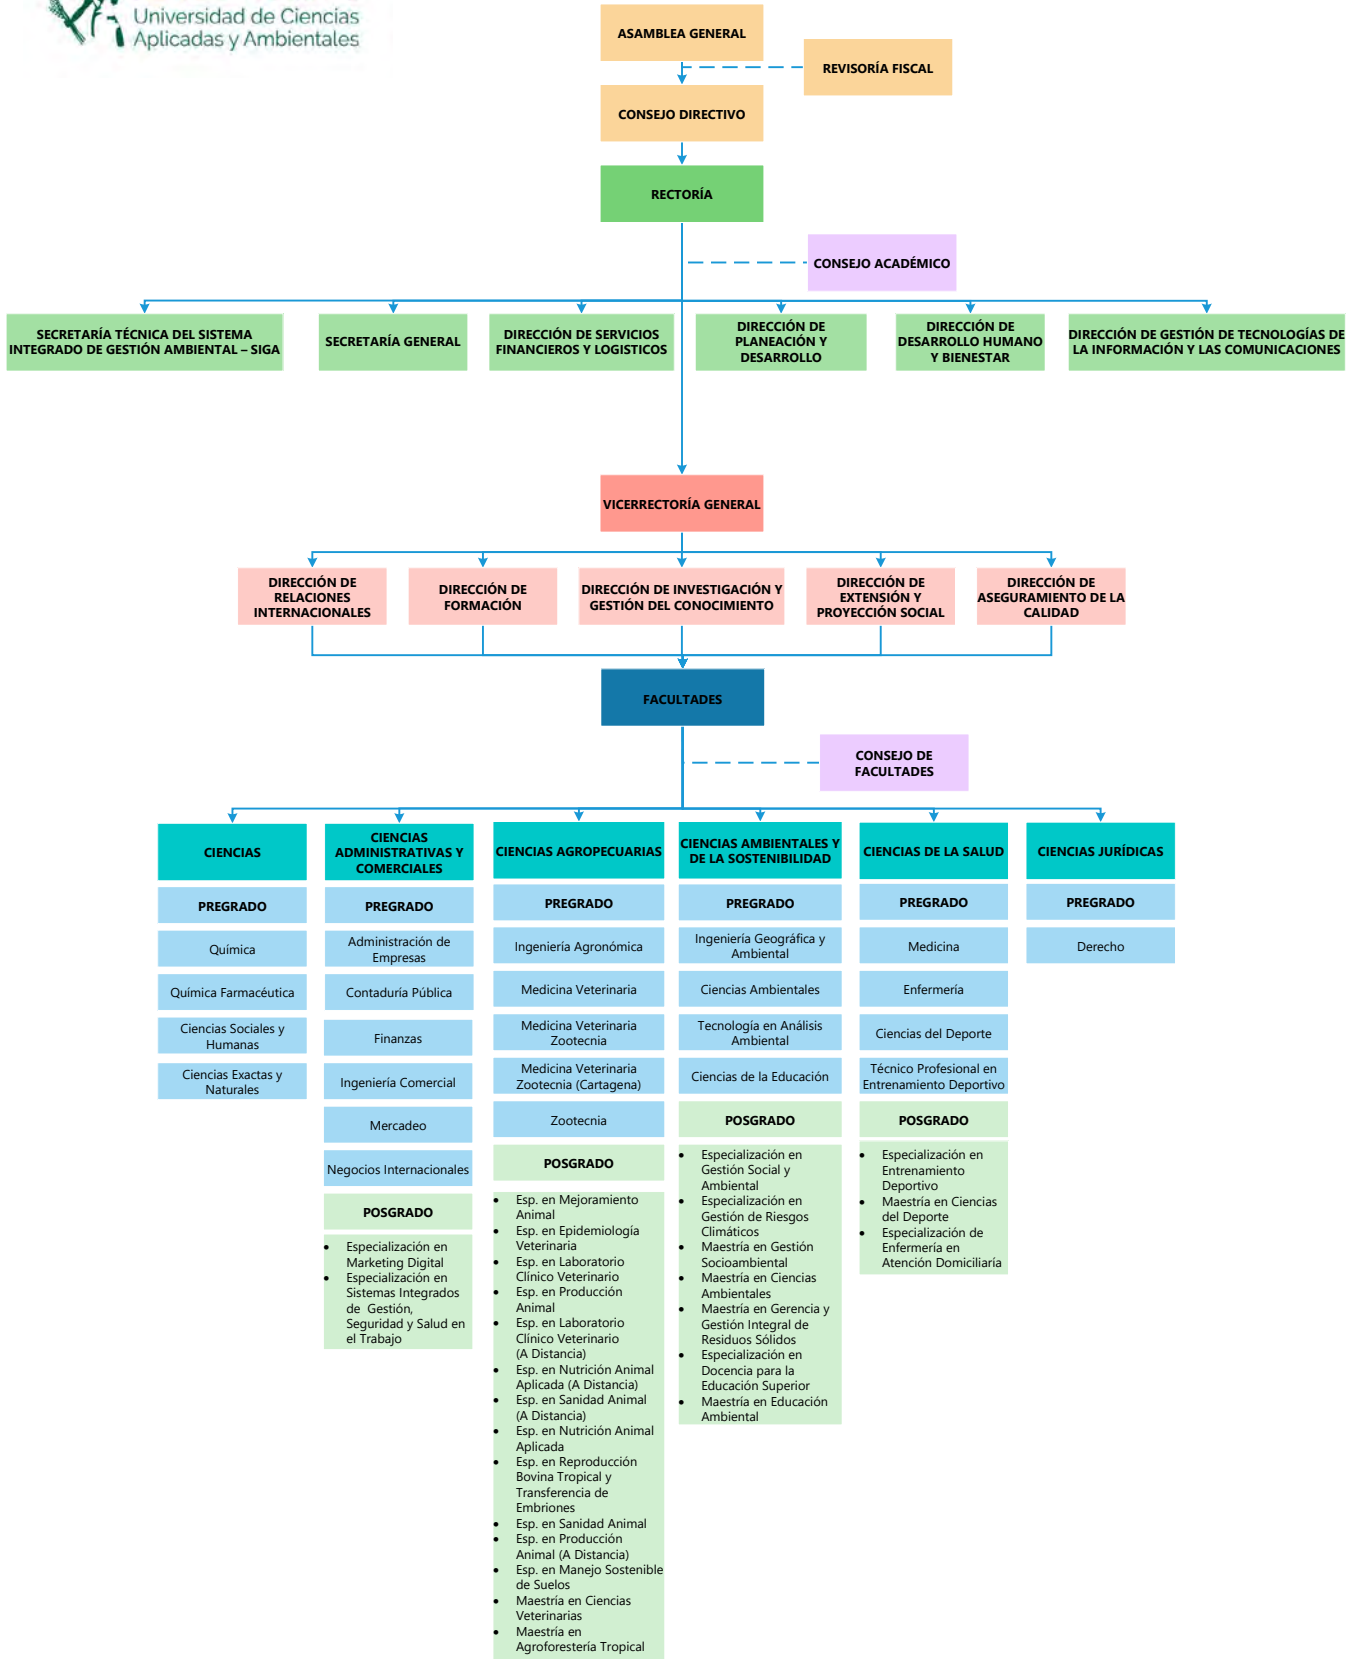 Universidad de Ciencias
Aplicadas y Ambientales
ASAMBLEA GENERAL
REVISORÍA FISCAL
CONSEJO DIRECTIVO
RECTORÍA
CONSEJO ACADÉMICO
SECRETARÍA TÉCNICA DEL SISTEMA
INTEGRADO DE GESTIÓN AMBIENTAL – SIGA
SECRETARÍA GENERAL
DIRECCIÓN DE SERVICIOS
FINANCIEROS Y LOGISTICOS
DIRECCIÓN DE
PLANEACIÓN Y
DESARROLLO
DIRECCIÓN DE
DESARROLLO HUMANO
Y BIENESTAR
DIRECCIÓN DE GESTIÓN DE TECNOLOGÍAS DE
LA INFORMACIÓN Y LAS COMUNICACIONES
VICERRECTORÍA GENERAL
DIRECCIÓN DE
RELACIONES
INTERNACIONALES
DIRECCIÓN DE
FORMACIÓN
DIRECCIÓN DE INVESTIGACIÓN Y
GESTIÓN DEL CONOCIMIENTO
DIRECCIÓN DE
EXTENSIÓN Y
PROYECCIÓN SOCIAL
DIRECCIÓN DE
ASEGURAMIENTO DE LA
CALIDAD
FACULTADES
CONSEJO DE
FACULTADES
CIENCIAS
PREGRADO
Química
Química Farmacéutica
Ciencias Sociales y
Humanas
Ciencias Exactas y
Naturales
CIENCIAS
ADMINISTRATIVAS Y
COMERCIALES
PREGRADO
Administración de
Empresas
Contaduría Pública
Finanzas
Ingeniería Comercial
Mercadeo
Negocios Internacionales
POSGRADO
• Especialización en
Marketing Digital
• Especialización en
Sistemas Integrados
de Gestión,
Seguridad y Salud en
el Trabajo
CIENCIAS AGROPECUARIAS
PREGRADO
Ingeniería Agronómica
Medicina Veterinaria
Medicina Veterinaria
Zootecnia
Medicina Veterinaria
Zootecnia (Cartagena)
Zootecnia
POSGRADO
• Esp. en Mejoramiento
Animal
• Esp. en Epidemiología
Veterinaria
• Esp. en Laboratorio
Clínico Veterinario
• Esp. en Producción
Animal
• Esp. en Laboratorio
Clínico Veterinario
(A Distancia)
• Esp. en Nutrición Animal
Aplicada (A Distancia)
• Esp. en Sanidad Animal
(A Distancia)
• Esp. en Nutrición Animal
Aplicada
• Esp. en Reproducción
Bovina Tropical y
Transferencia de
Embriones
• Esp. en Sanidad Animal
• Esp. en Producción
Animal (A Distancia)
• Esp. en Manejo Sostenible
de Suelos
• Maestría en Ciencias
Veterinarias
• Maestría en
Agroforestería Tropical
CIENCIAS AMBIENTALES Y
DE LA SOSTENIBILIDAD
PREGRADO
Ingeniería Geográfica y
Ambiental
Ciencias Ambientales
Tecnología en Análisis
Ambiental
Ciencias de la Educación
POSGRADO
• Especialización en
Gestión Social y
Ambiental
• Especialización en
Gestión de Riesgos
Climáticos
• Maestría en Gestión
Socioambiental
• Maestría en Ciencias
Ambientales
• Maestría en Gerencia y
Gestión Integral de
Residuos Sólidos
• Especialización en
Docencia para la
Educación Superior
• Maestría en Educación
Ambiental
CIENCIAS DE LA SALUD
PREGRADO
Medicina
Enfermería
Ciencias del Deporte
Técnico Profesional en
Entrenamiento Deportivo
POSGRADO
• Especialización en
Entrenamiento
Deportivo
• Maestría en Ciencias
del Deporte
• Especialización de
Enfermería en
Atención Domiciliaría
CIENCIAS JURÍDICAS
PREGRADO
Derecho